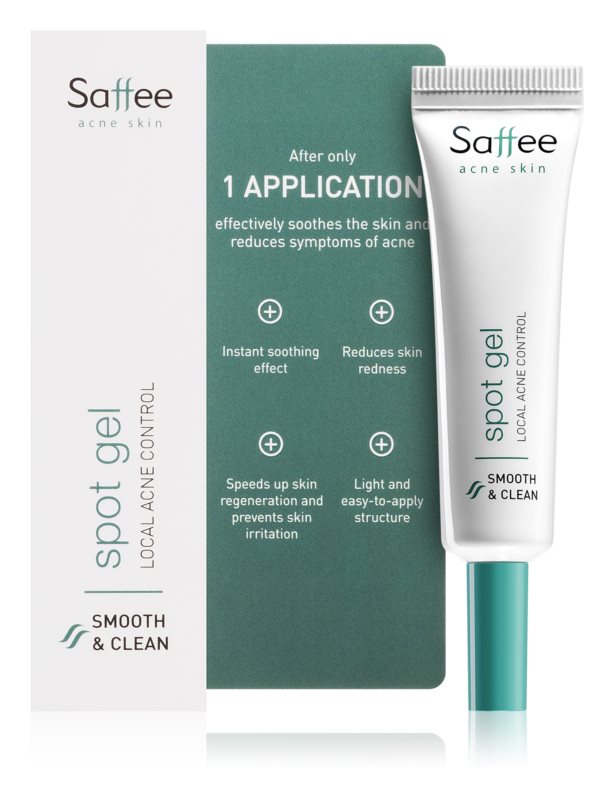 Saffee
acne skin
spot gel
LOCAL ACNE CONTROL
SMOOTH
& CLEAN
After only
1 APPLICATION
effectively soothes the skin and
reduces symptoms of acne
Instant soothing
effect
Reduces skin
redness
Speeds up skin
regeneration and
prevents skin
irritation
Light and
easy-to-apply
structure
Saffee
acne skin
spot gel
LOCAL ACNE CONTROL
SMOOTH
& CLEAN